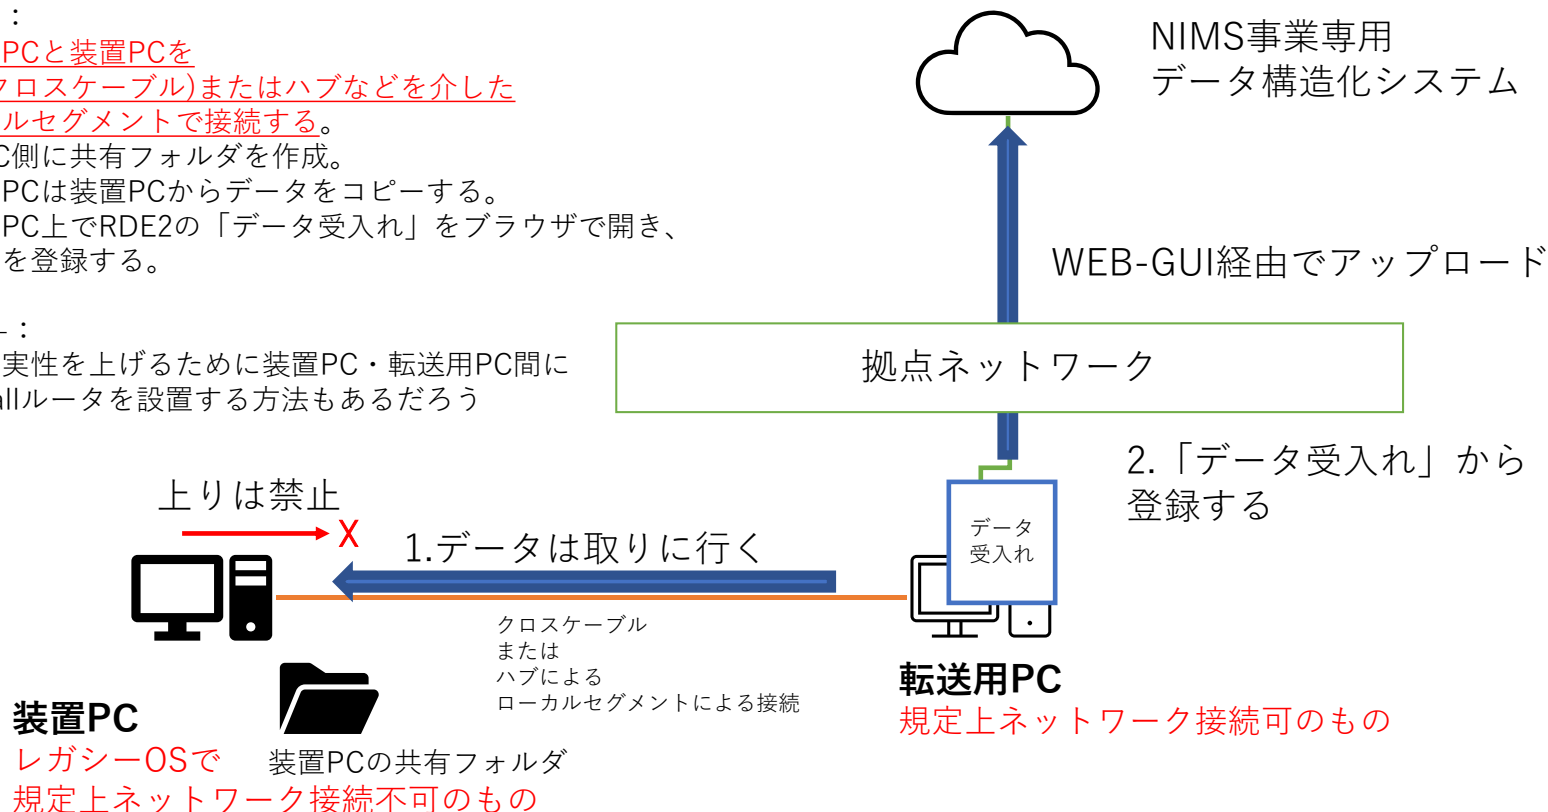 ：
PCと装置PCを
クロスケーブル)またはハブなどを介した
ルセグメントで接続する。
C側に共有フォルダを作成。
PCは装置PCからデータをコピーする。
PC上でRDE2の「データ受入れ」をブラウザで開き、
を登録する。
：
実性を上げるために装置PC・転送用PC間に
allルータを設置する方法もあるだろう
NIMS事業専用
データ構造化システム
WEB-GUI経由でアップロード
拠点ネットワーク
2.「データ受入れ」から
登録する
データ
受入れ
上りは禁止
X
1.データは取りに行く
クロスケーブル
または
ハブによる
ローカルセグメントによる接続
転送用PC
規定上ネットワーク接続可のもの
装置PC
レガシーOSで
規定上ネットワーク接続不可のもの
装置PCの共有フォルダ